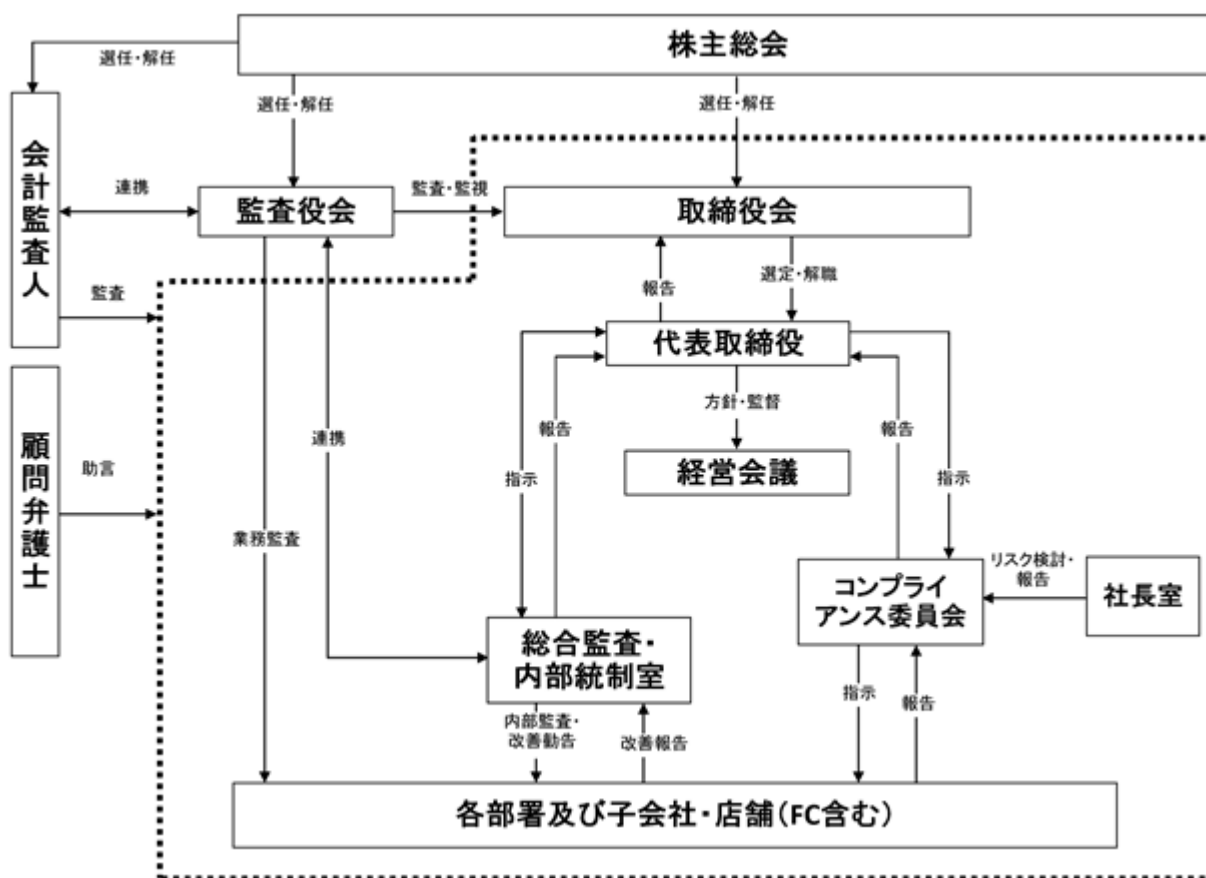 株主総会
選任・解任
選任・解任
選任・解任
会計監査人
連携
監査役会
監査・監視
取締役会
報告
選定・解職
監査
代表取締役
方針・監督
顧問弁護士
助言
連携
指示
報告
経営会議
報告
指示
業務監査
コンプライ
アンス委員会
リスク検討・
報告
社長室
総合監査・
内部統制室
内部監査・
改善勧告
改善報告
指示
報告
各部署及び子会社・店舗(FC含む)